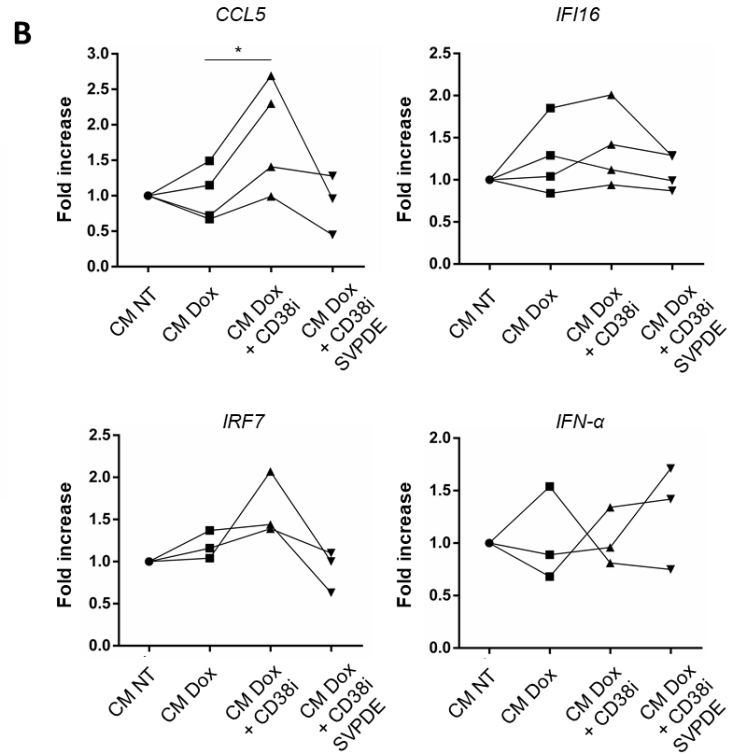 B
CCL5
Fold increase
3.0
2.5
2.0
1.5
1.0
0.5
0.0
*
CM NT
CM Dox
CM Dox
+ CD38i
CM Dox
+ CD38i
SVPDE
IFI16
Fold increase
2.5
2.0
1.5
1.0
0.5
0.0
CM NT
CM Dox
CM Dox
+ CD38i
CM Dox
+ CD38i
SVPDE
IRF7
Fold increase
2.5
2.0
1.5
1.0
0.5
0.0
CM NT
CM Dox
CM Dox
+ CD38i
CM Dox
+ CD38i
SVPDE
IFN-α
Fold increase
2.0
1.5
1.0
0.5
0.0
CM NT
CM Dox
CM Dox
+ CD38i
CM Dox
+ CD38i
SVPDE